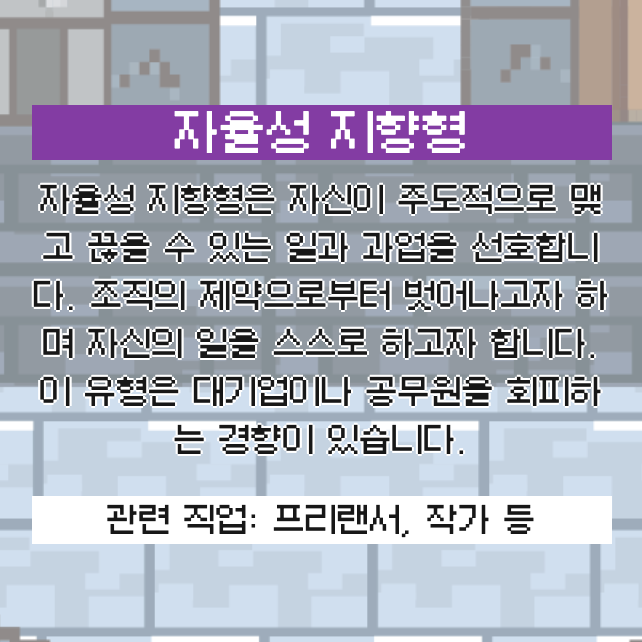 자율성 지향형
자율성 지향형은 자신이 주도적으로 맺
고 끊을 수 있는 일과 과업을 선호합니
다. 조직의 제약으로부터 벗어나고자 하
며 자신의 일을 스스로 하고자 합니다.
이 유형은 대기업이나 공무원을 회피하
는 경향이 있습니다.
관련 직업: 프리랜서, 작가 등